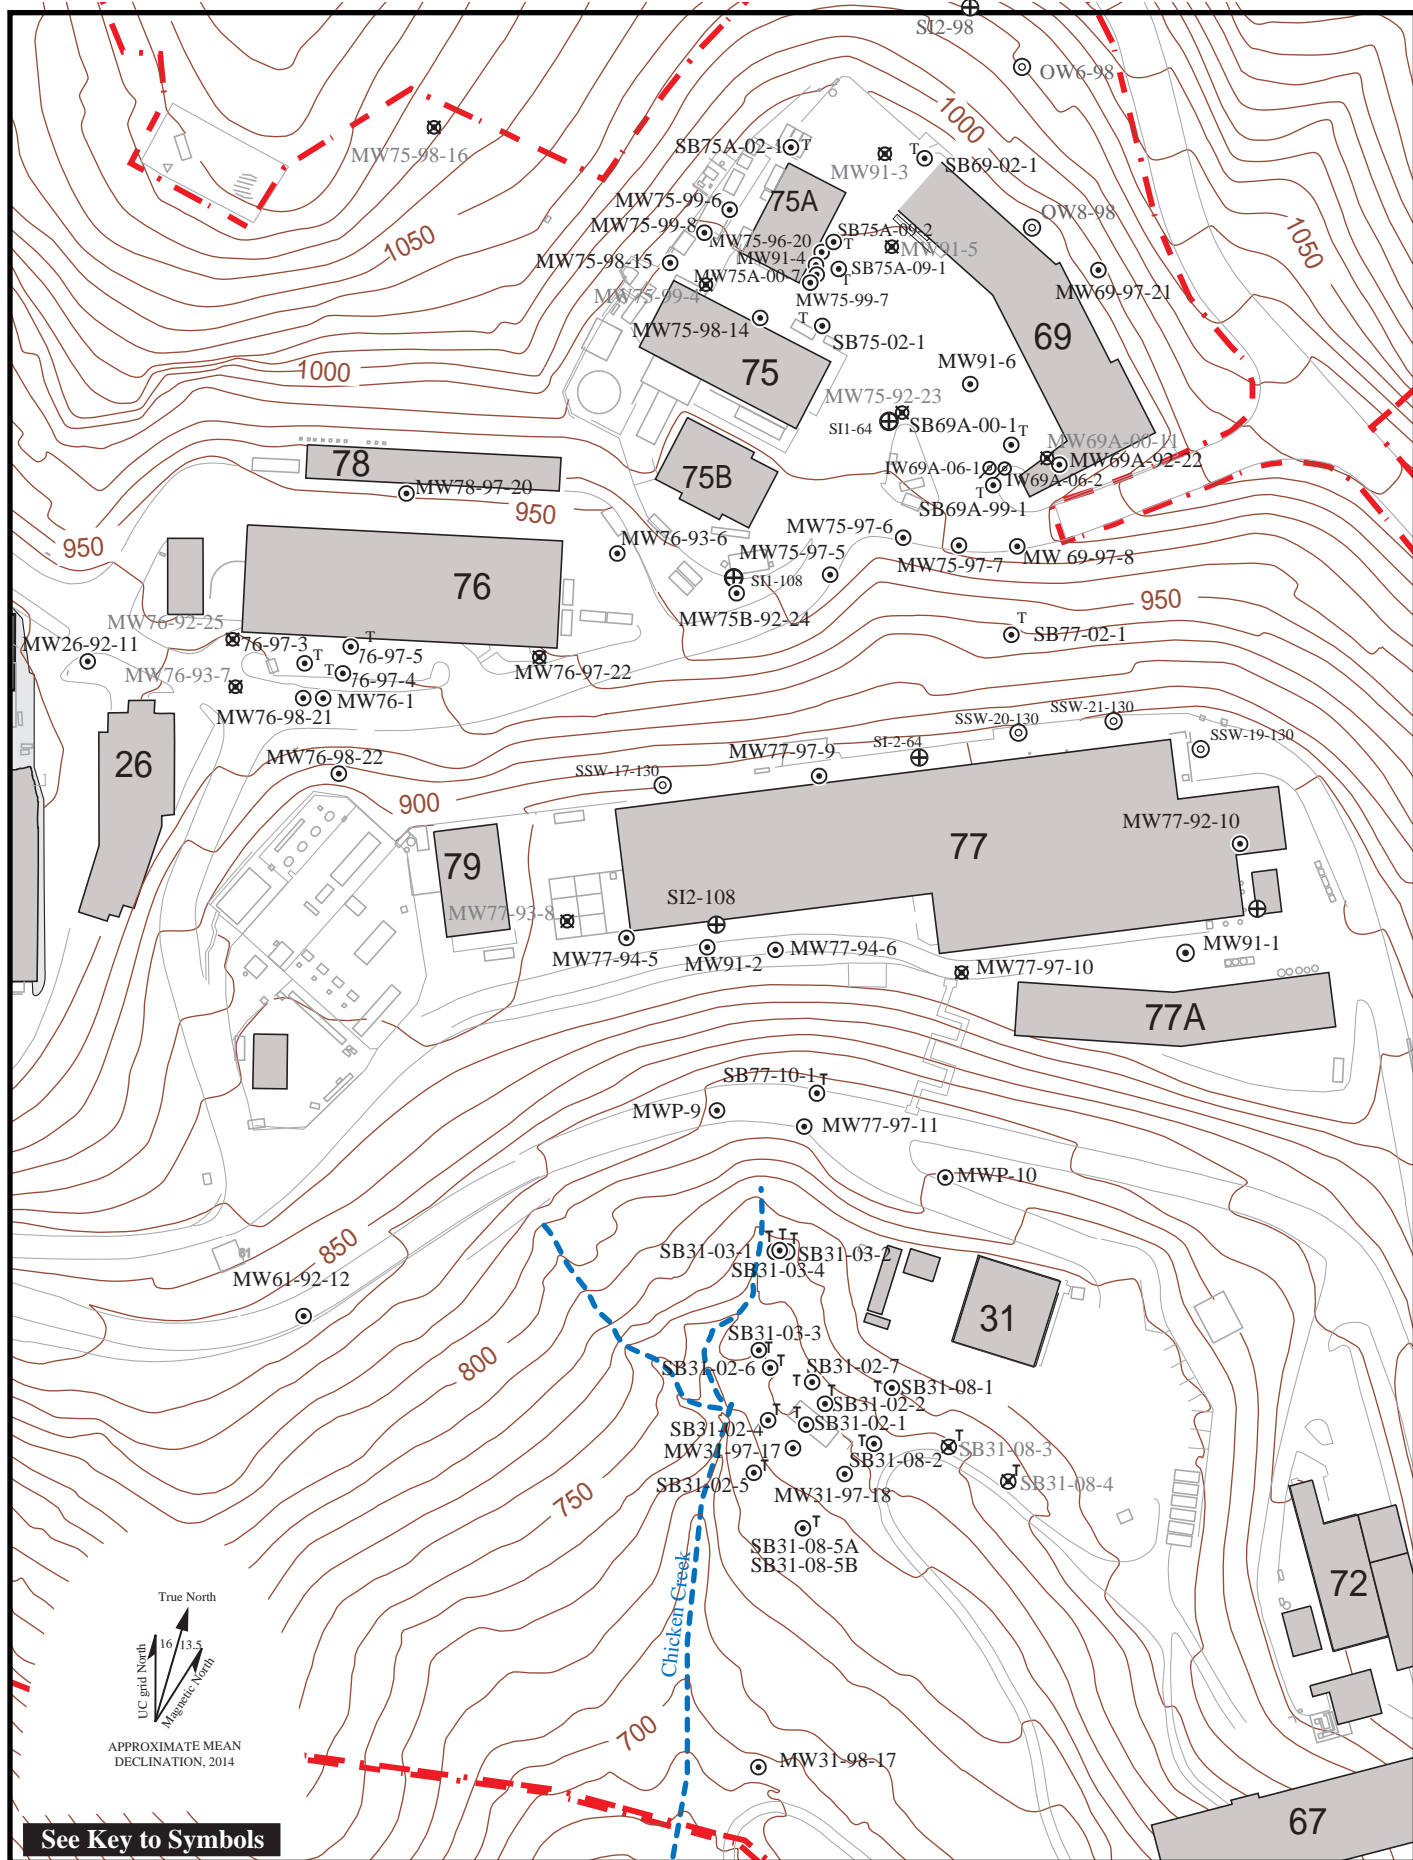 SI2-98
OW6-98
1000
MW75-98-16
SB75A-02-1
T
MW91-3
T
SB69-02-1
75A
MW75-99-6
OW8-98
1050
MW75-99-8
SB75A-09-2
MW75-96-20
T
MW91-5
1050
MW91-4
MW75-98-15
SB75A-09-1
MW75A-00-7
T
MW69-97-21
MW75-99-4
MW75-99-7
T
MW75-98-14
SB75-02-1
69
1000
75
MW91-6
MW75-92-23
SI1-64
SB69A-00-1
T
MW69A-00-11
78
75B
IW69A-06-1
MW69A-92-22
IW69A-06-2
T
MW78-97-20
SB69A-99-1
950
MW75-97-6
950
MW76-93-6
MW75-97-5
MW75-97-7
MW 69-97-8
76
SI1-108
MW75B-92-24
950
MW76-92-25
T
SB77-02-1
MW26-92-11
76-97-3
T
76-97-5
T
MW76-93-7
T
76-97-4
MW76-97-22
MW76-98-21
MW76-1
SSW-21-130
SSW-20-130
SSW-19-130
26
MW76-98-22
MW77-97-9
SI-2-64
SSW-17-130
900
MW77-92-10
77
79
SI2-108
MW77-93-8
MW77-94-5
MW91-2
MW77-94-6
MW91-1
MW77-97-10
77A
SB77-10-1
T
MWP-9
MW77-97-11
MWP-10
850
61
T T T
SB31-03-1
SB31-03-2
SB31-03-4
MW61-92-12
31
SB31-03-3
800
T
SB31-02-6
T
SB31-02-7
T
T
SB31-08-1
T
SB31-02-2
SB31-02-4
T
T
SB31-02-1
MW31-97-17
T
T
SB31-08-3
SB31-08-2
SB31-02-5
T
T
SB31-08-4
MW31-97-18
750
T
SB31-08-5A
SB31-08-5B
Chicken Creek
72
True North
16
13.5
UC grid North
Magnetic North
700
APPROXIMATE MEAN
DECLINATION, 2014
MW31-98-17
67
See Key to Symbols